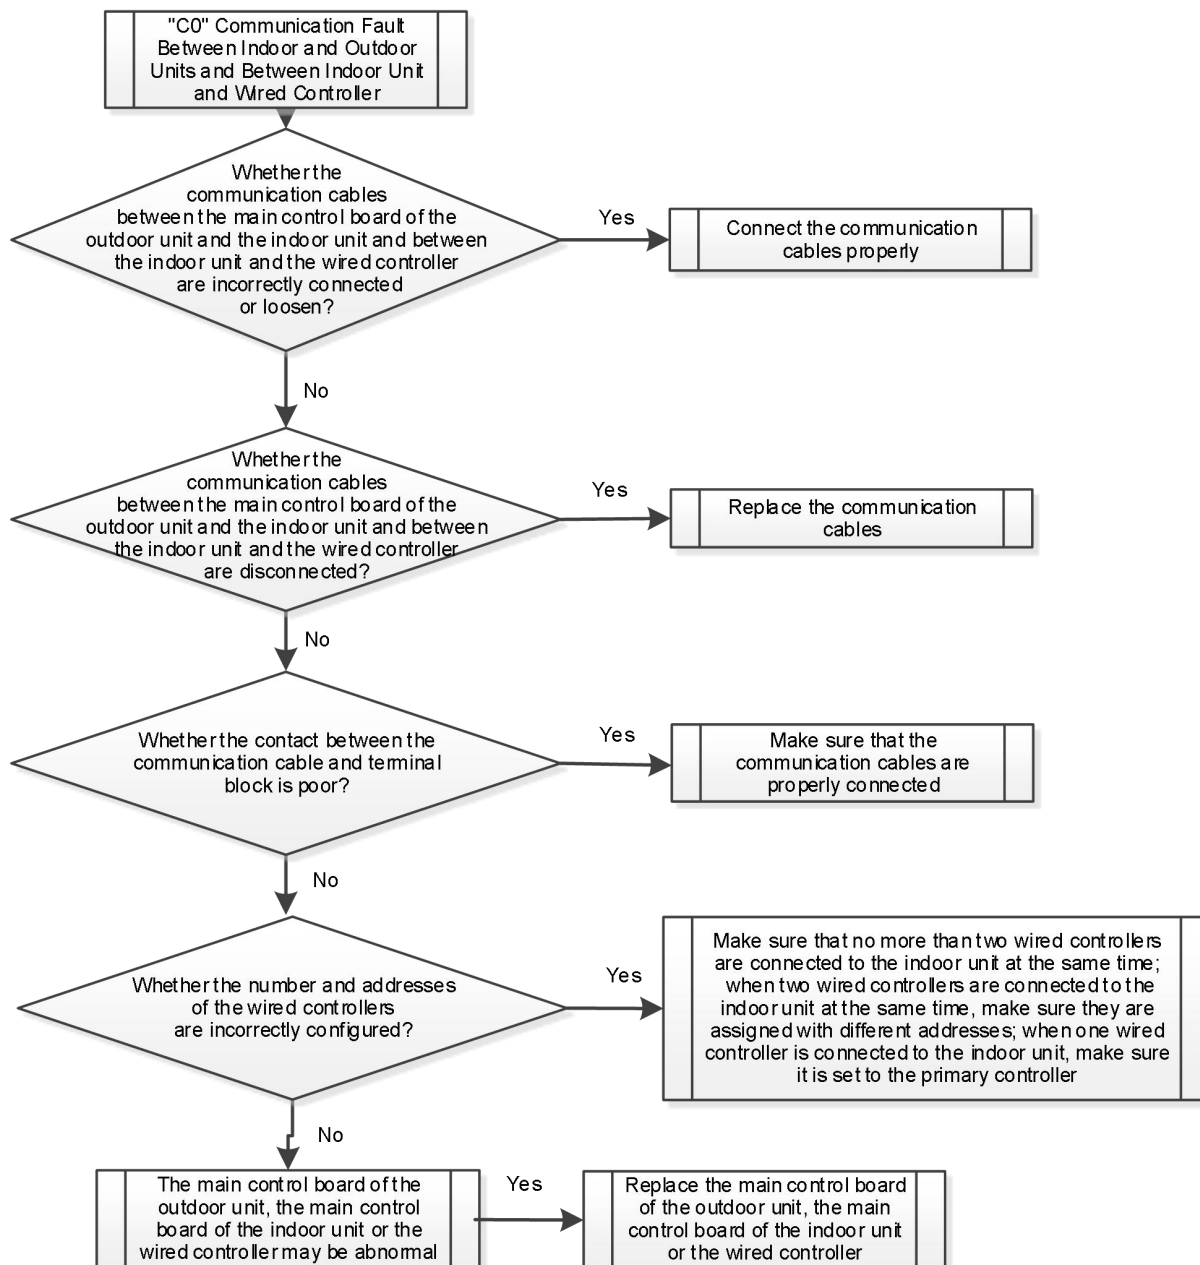 "C0" Communication Fault
Between Indoor and Outdoor
Units and Between Indoor Unit
and Wired Controller
Whether the
communication cables
between the main control board of the
outdoor unit and the indoor unit and between
the indoor unit and the wired controller
are incorrectly connected
or loosen?
Yes
Connect the communication
cables properly
No
Whether the
communication cables
between the main control board of the
outdoor unit and the indoor unit and between
the indoor unit and the wired controller
are disconnected?
Yes
Replace the communication
cables
No
Whether the contact between the
communication cable and terminal
block is poor?
Yes
Make sure that the
communication cables are
properly connected
No
Whether the number and addresses
of the wired controllers
are incorrectly configured?
Yes
Make sure that no more than two wired controllers
are connected to the indoor unit at the same time;
when two wired controllers are connected to the
indoor unit at the same time, make sure they are
assigned with different addresses; when one wired
controller is connected to the indoor unit, make sure
it is set to the primary controller
No
The main control board of the
outdoor unit, the main control
board of the indoor unit or the
wired controller may be abnormal
Yes
Replace the main control board
of the outdoor unit, the main
control board of the indoor unit
or the wired controller